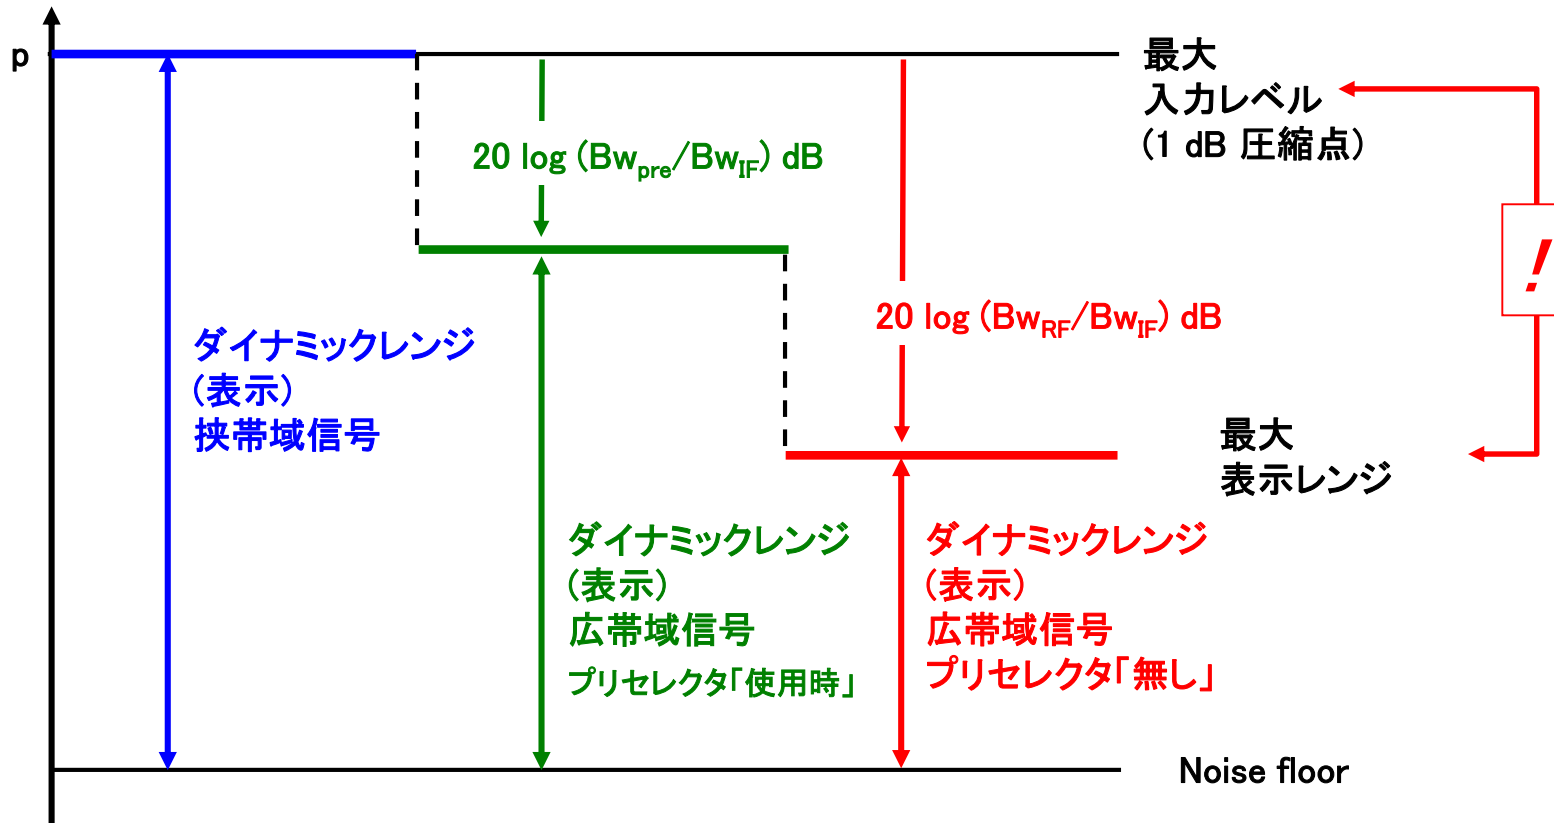 p
最大
入力レベル
(1 dB 圧縮点)
20 log (Bwpre/BwIF) dB
!
20 log (BwRF/BwIF) dB
ダイナミックレンジ
(表示)
挟帯域信号
最大
表示レンジ
ダイナミックレンジ
(表示)
広帯域信号
プリセレクタ「使用時」
ダイナミックレンジ
(表示)
広帯域信号
プリセレクタ「無し」
Noise floor